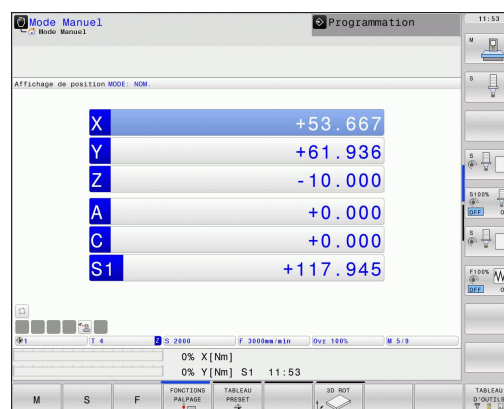 Mode Manuel
Mode Manuel
Programmation
11:53
Affichage de position MODE: NOM.
X +53.667
Y +61.936
Z -10.000
A +0.000
C +0.000
S1 +117.945
M
S
S
S100%
OFF
S
F100%
OFF
1 T 4 Z S 2000 F 3000mm/min Ovr 100% M 5/9
0% X[Nm]
0% Y[Nm] S1 11:53
M S F
FONCTIONS PALPAGE
TABLEAU PRESET
3D ROT
TABLEAU D'OUTI